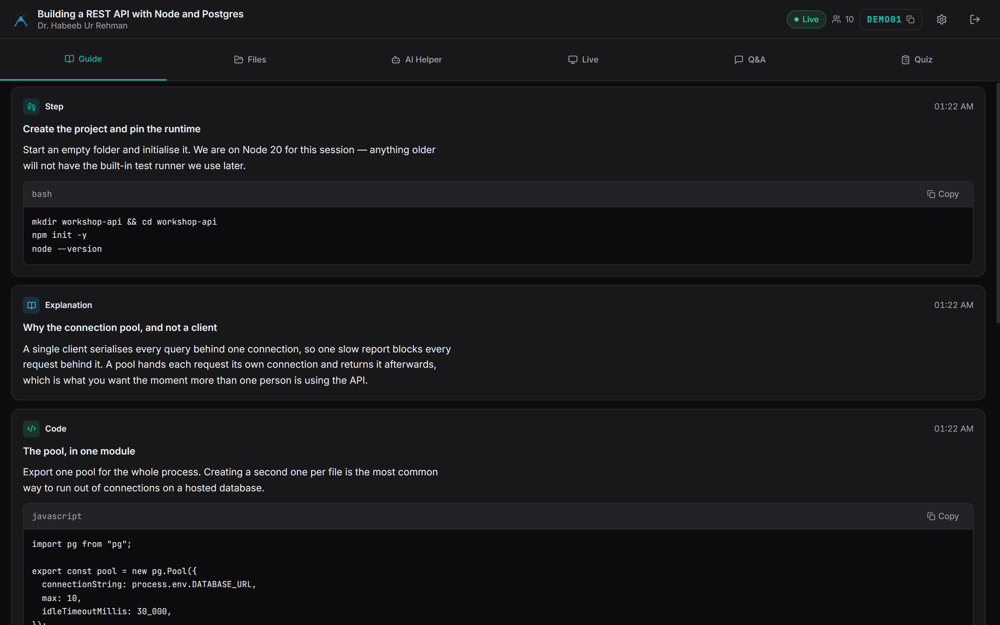 Building a REST API with Node and Postgres
Dr. Habeeb Ur Rehman
Live
10
DEMO01
Guide
Files
AI Helper
Live
Q&A
Quiz
Step
01:22 AM
Create the project and pin the runtime
Start an empty folder and initialise it. We are on Node 20 for this session — anything older
will not have the built-in test runner we use later.
bash
Copy
mkdir workshop-api && cd workshop-api
npm init -y
node --version
Explanation
01:22 AM
Why the connection pool, and not a client
A single client serialises every query behind one connection, so one slow report blocks every
request behind it. A pool hands each request its own connection and returns it afterwards,
which is what you want the moment more than one person is using the API.
Code
01:22 AM
The pool, in one module
Export one pool for the whole process. Creating a second one per file is the most common
way to run out of connections on a hosted database.
javascript
Copy
import pg from "pg";
export const pool = new pg.Pool({
  connectionString: process.env.DATABASE_URL,
  max: 10,
  idleTimeoutMillis: 30_000,
});